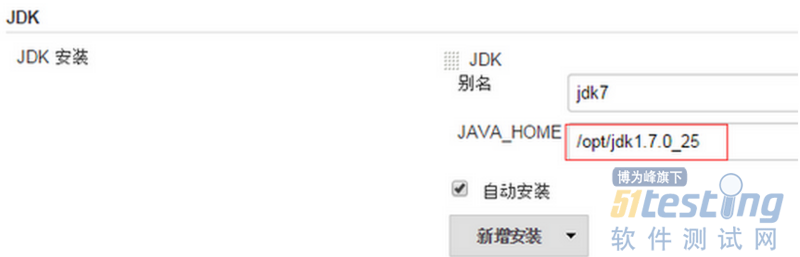 JDK
JDK 安装
JDK
别名
jdk7
JAVA_HOME
/opt/jdk1.7.0_25
自动安装
新增安装
博为峰旗下
51testing
软件测试网